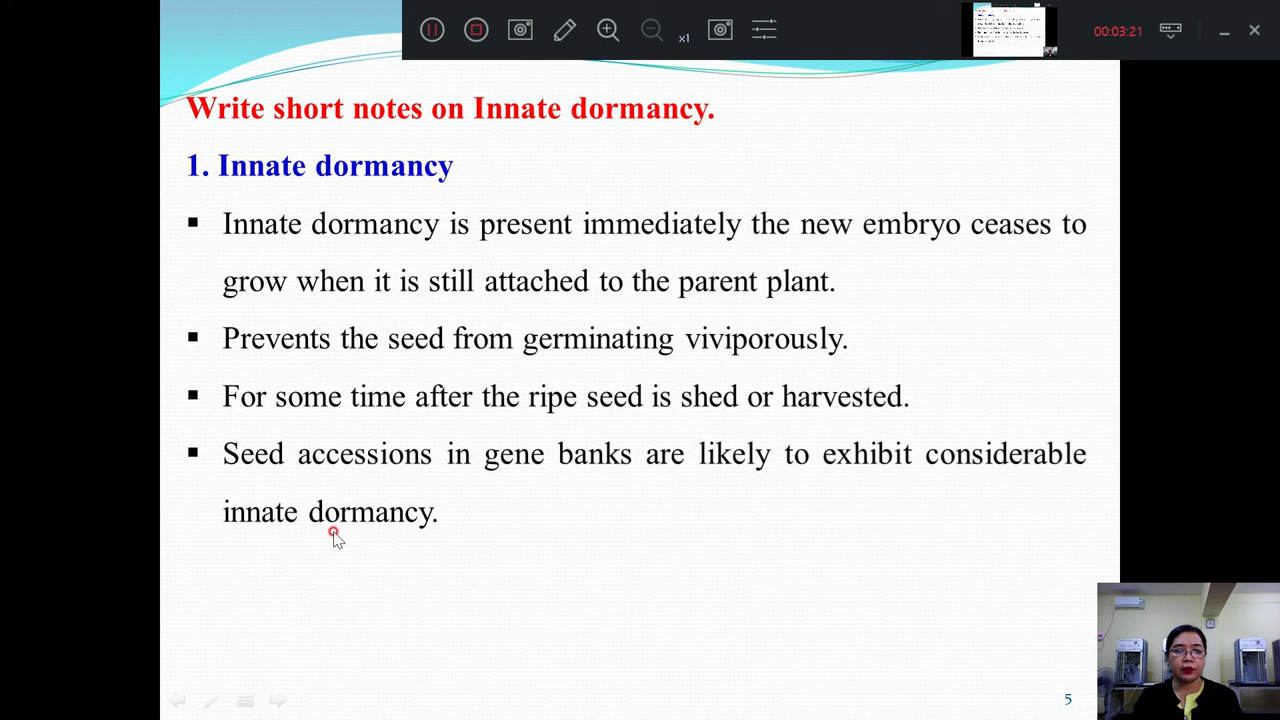 x1
00:03:21
Write short notes on Innate dormancy.
1. Innate dormancy
▪ Innate dormancy is present immediately the new embryo ceases to
grow when it is still attached to the parent plant.
▪ Prevents the seed from germinating viviporously.
▪ For some time after the ripe seed is shed or harvested.
▪ Seed accessions in gene banks are likely to exhibit considerable
innate dormancy.
5